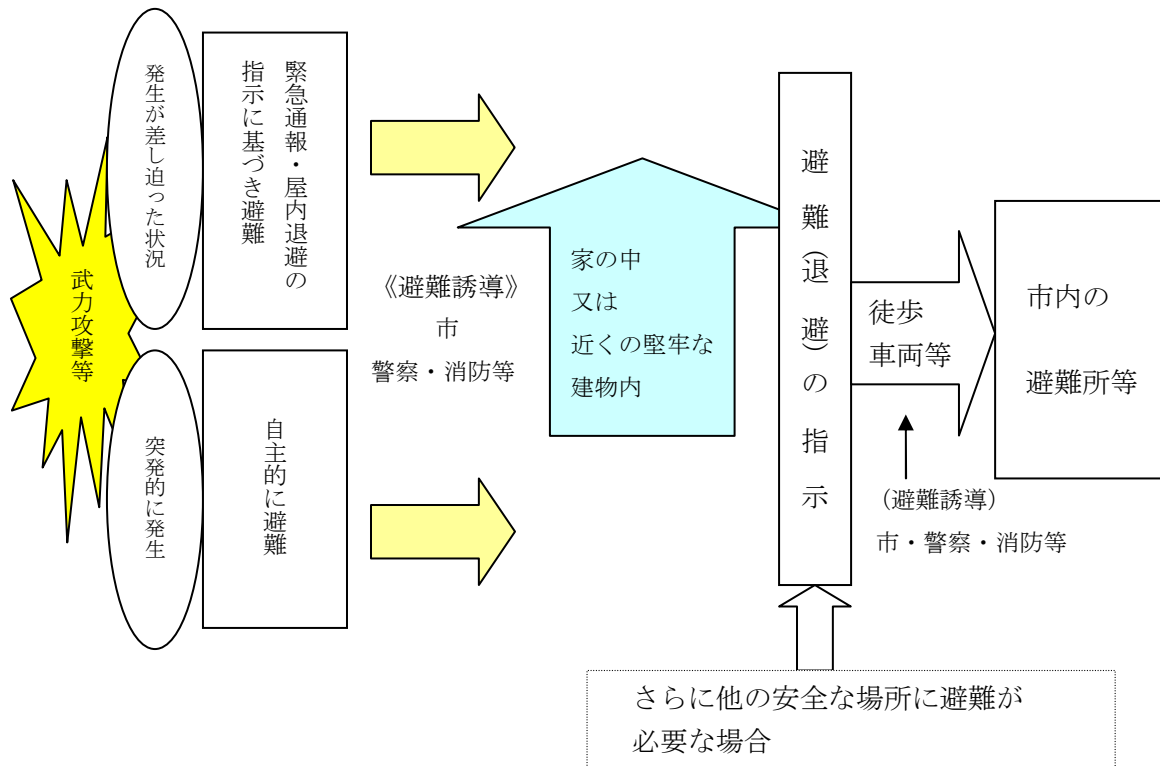 武力攻撃等
発生が差し迫った状況
緊急通報・屋内退避の
指示に基づき避難
突発的に発生
自主的に避難
《避難誘導》
市
警察・消防等
家の中
又は
近くの堅牢な
建物内
避難(退避)の指示
徒歩
車両等
(避難誘導)
市・警察・消防等
市内の
避難所等
さらに他の安全な場所に避難が
必要な場合